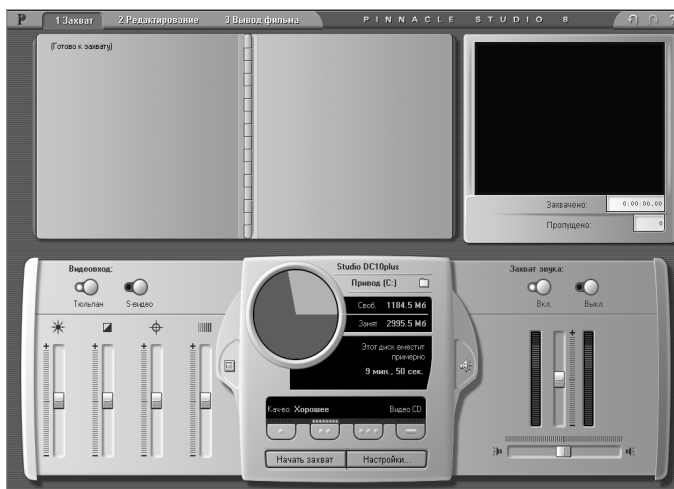 1 Захват 2 Редактирование 3 Вывод фильма PINNACLE STUDIO 8
(Готово к захвату)
Захвачено: 0:00:00.00
Пропущено: 0
Видеовход:
Тюльпан S-видео
Studio DC10plus
Привод (C:)
Своб. 1184.5 Мб
Занят 2995.5 Мб
Этот диск вместит
примерно
9 мин., 50 сек.
Кач-во: Хорошее Видео CD
Начать захват Настройки...
Захват звука:
Вкл. Выкл.